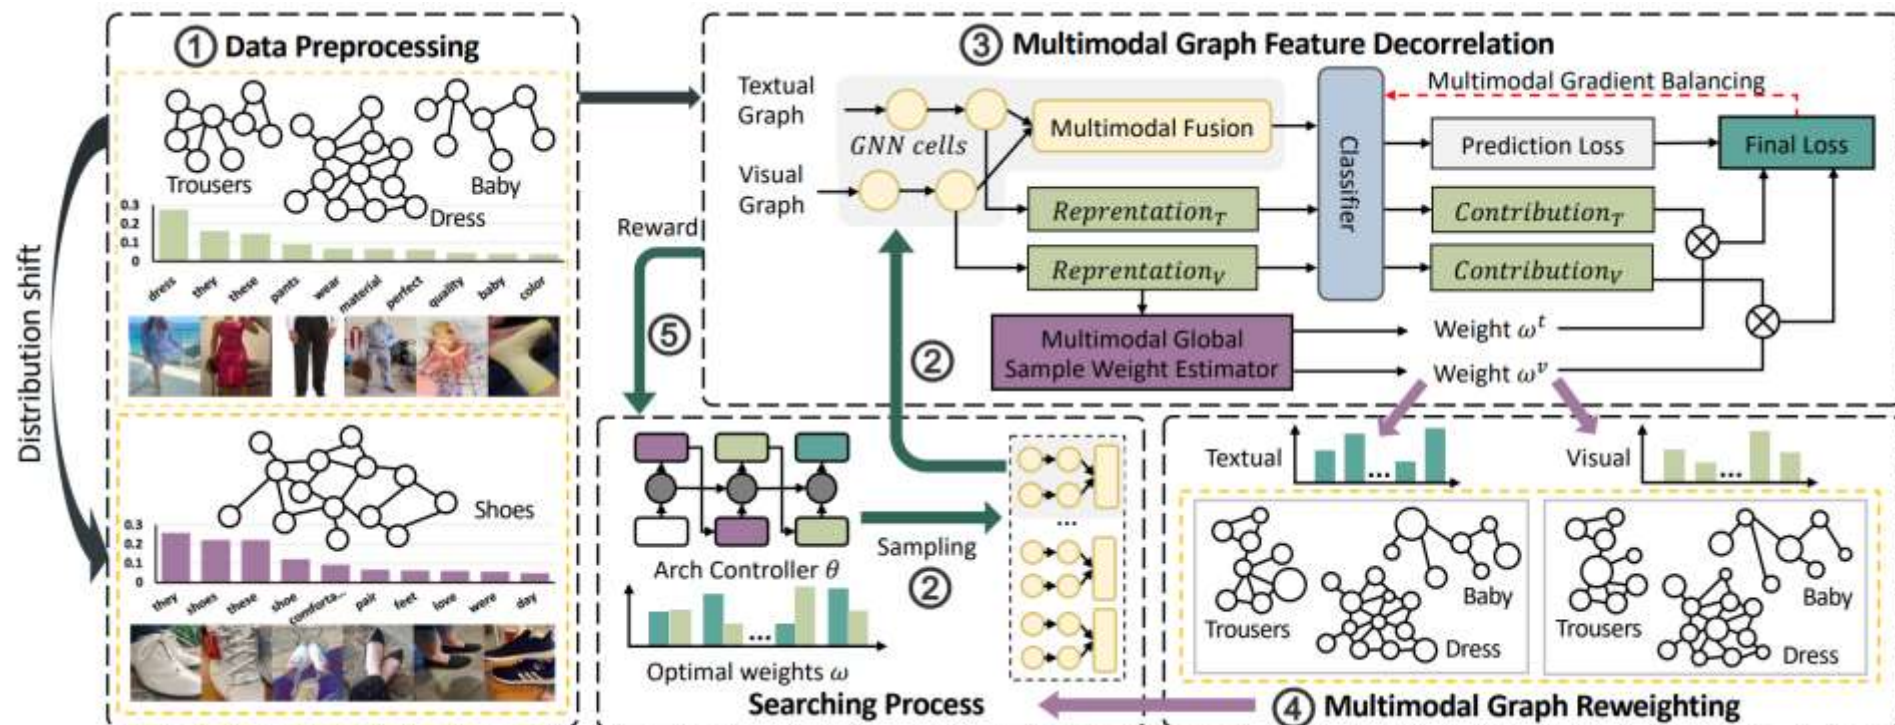 ① Data Preprocessing
Trousers
Baby
Dress
0.3
0.2
0.1
0
dress they these pants wear material perfect quality baby color
Distribution shift
Shoes
0.3
0.2
0.1
0
they shoes these shoe comforta... pair feet love were day
③ Multimodal Graph Feature Decorrelation
Textual
Graph
GNN cells
Visual
Graph
Multimodal Fusion
Reprentation_T
Reprentation_V
Classifier
Multimodal Gradient Balancing
Prediction Loss
Final Loss
Contribution_T
Contribution_V
Multimodal Global
Sample Weight Estimator
Weight ω^t
Weight ω^v
Reward
⑤
②
Arch Controller θ
Sampling
②
...
...
Optimal weights ω
Searching Process
Textual
...
Visual
...
Trousers
Baby
Dress
Trousers
Baby
Dress
④ Multimodal Graph Reweighting